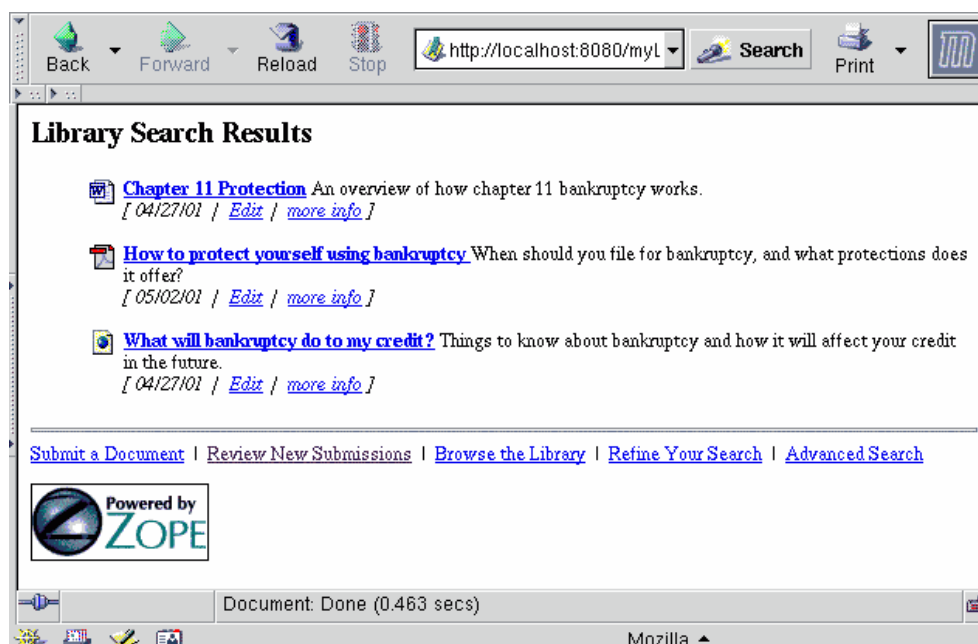 Back
Forward
Reload
Stop
http://localhost:8080/myL
Search
Print
Library Search Results
Chapter 11 Protection An overview of how chapter 11 bankruptcy works.
[ 04/27/01 / Edit / more info ]
How to protect yourself using bankruptcy When should you file for bankruptcy, and what protections does
it offer?
[ 05/02/01 / Edit / more info ]
What will bankruptcy do to my credit? Things to know about bankruptcy and how it will affect your credit
in the future.
[ 04/27/01 / Edit / more info ]
Submit a Document | Review New Submissions | Browse the Library | Refine Your Search | Advanced Search
Powered by
ZOPE
Document: Done (0.463 secs)
Mozilla